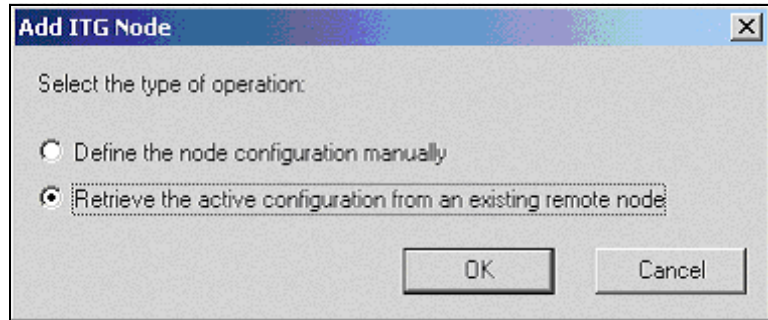 Add ITG Node
Select the type of operation:
Define the node configuration manually
Retrieve the active configuration from an existing remote node
OK
Cancel